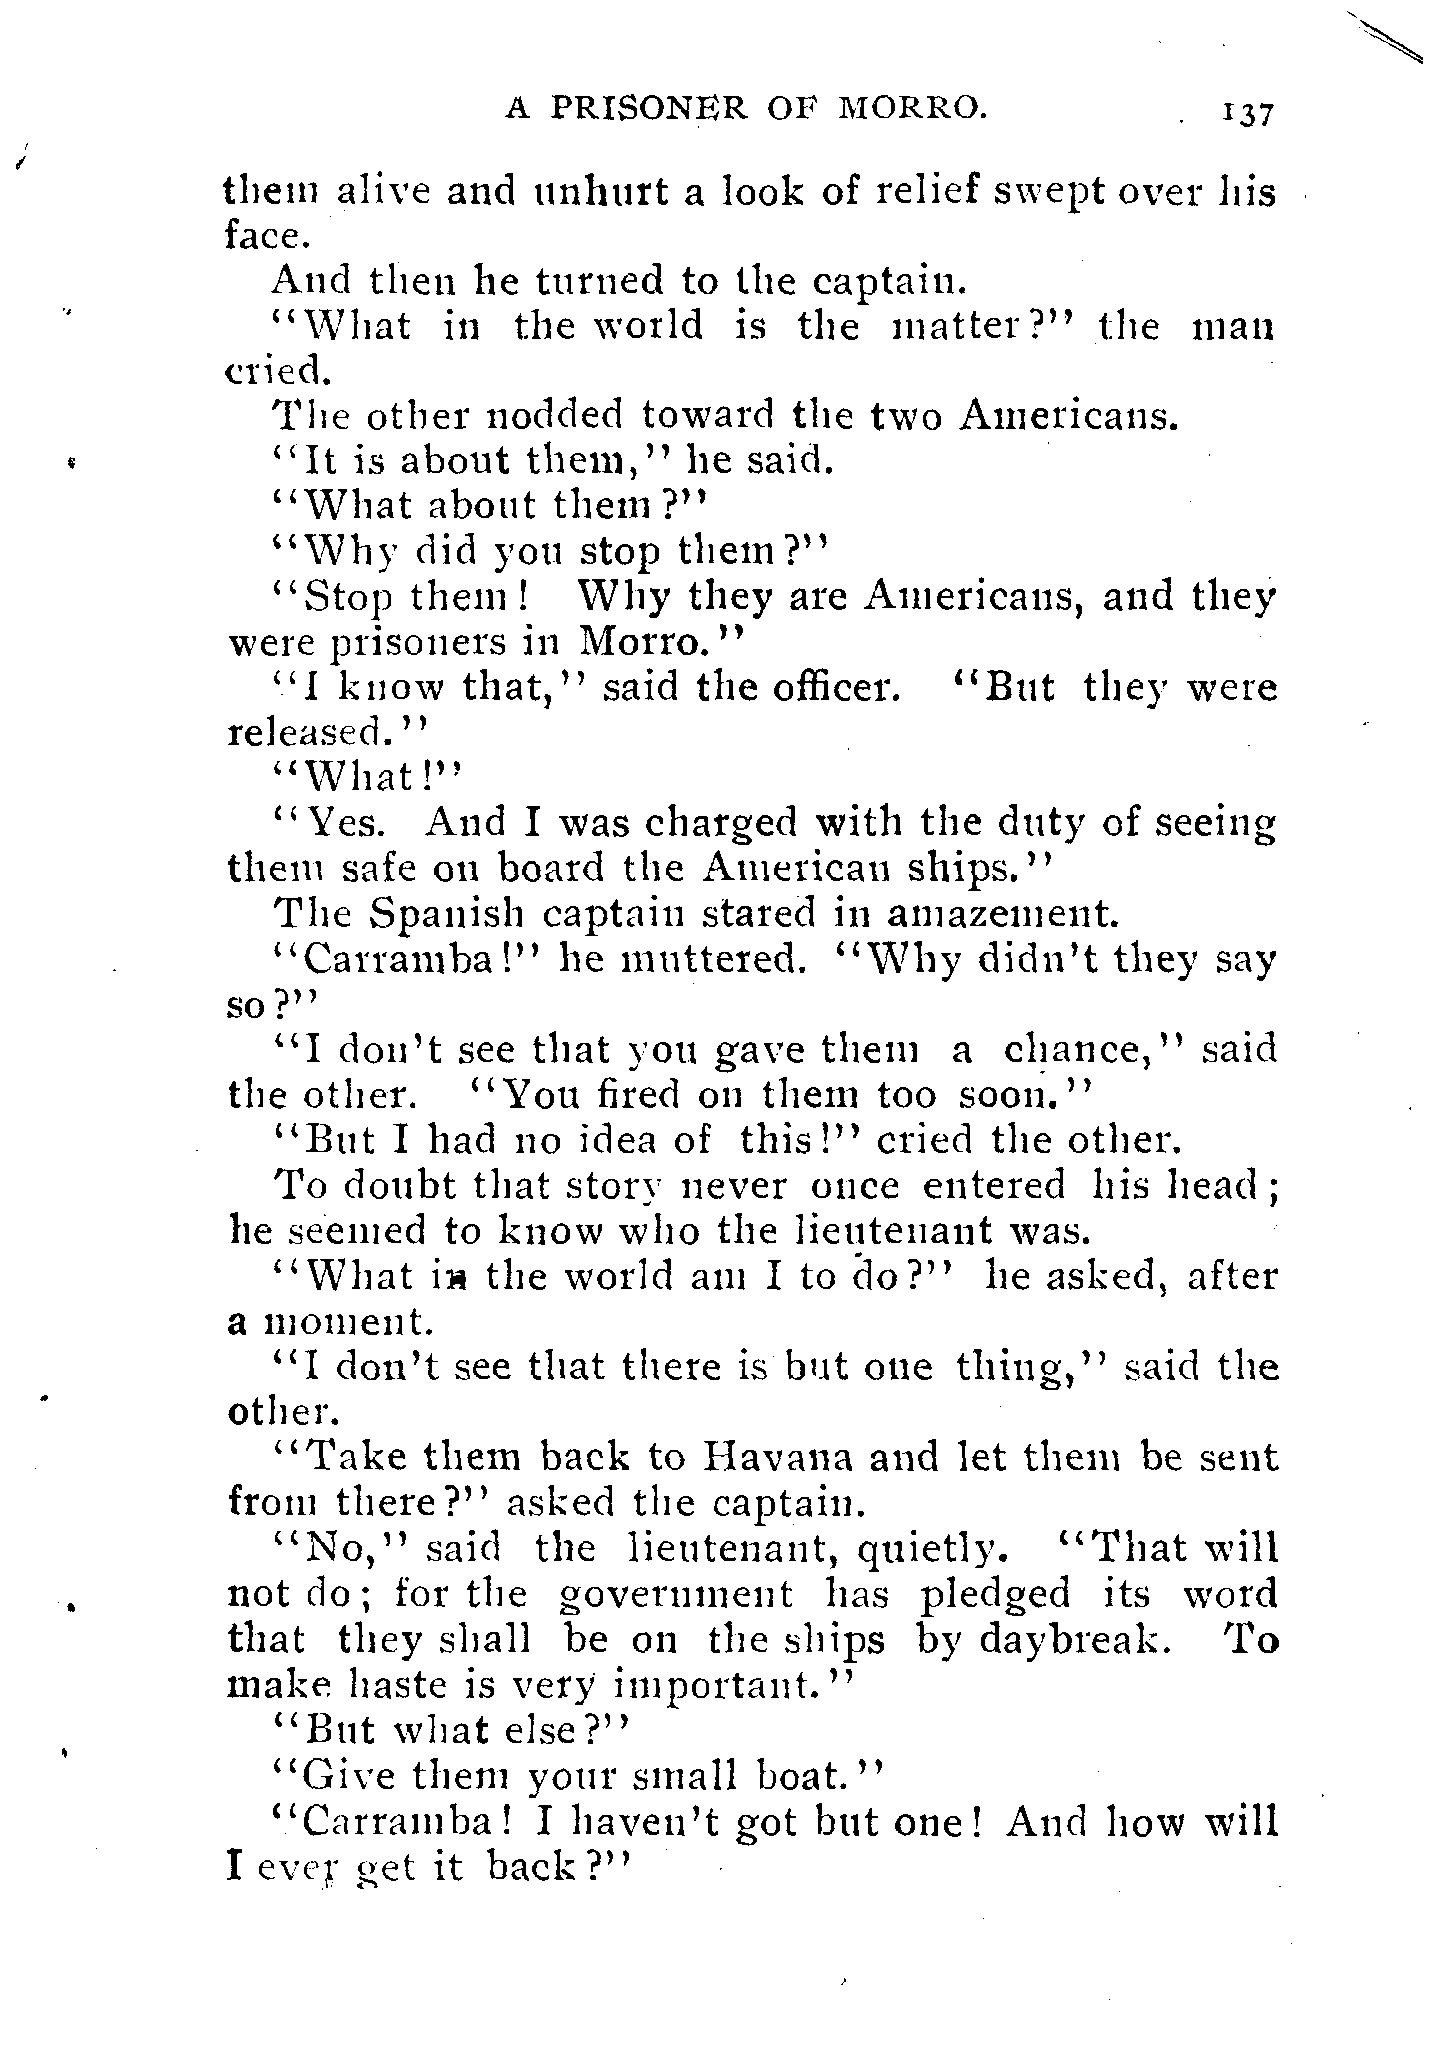 A PRISONER OF MORRO. 137
them alive and unhurt a look of relief swept over his
face.
And then he turned to the captain.
"What in the world is the matter?" the man
cried.
The other nodded toward the two Americans.
"It is about them," he said.
"What about them?"
"Why did you stop them?"
"Stop them! Why they are Americans, and they
were prisoners in Morro."
"I know that," said the officer. "But they were
released."
"What!"
"Yes. And I was charged with the duty of seeing
them safe on board the American ships."
The Spanish captain stared in amazement.
"Carramba!" he muttered. "Why didn't they say
so?"
"I don't see that you gave them a chance," said
the other. "You fired on them too soon."
"But I had no idea of this!" cried the other.
To doubt that story never once entered his head;
he seemed to know who the lieutenant was.
"What in the world am I to do?" he asked, after
a moment.
"I don't see that there is but one thing," said the
other.
"Take them back to Havana and let them be sent
from there?" asked the captain.
"No," said the lieutenant, quietly. "That will
not do; for the government has pledged its word
that they shall be on the ships by daybreak. To
make haste is very important."
"But what else?"
"Give them your small boat."
"Carramba! I haven't got but one! And how will
I ever get it back?"